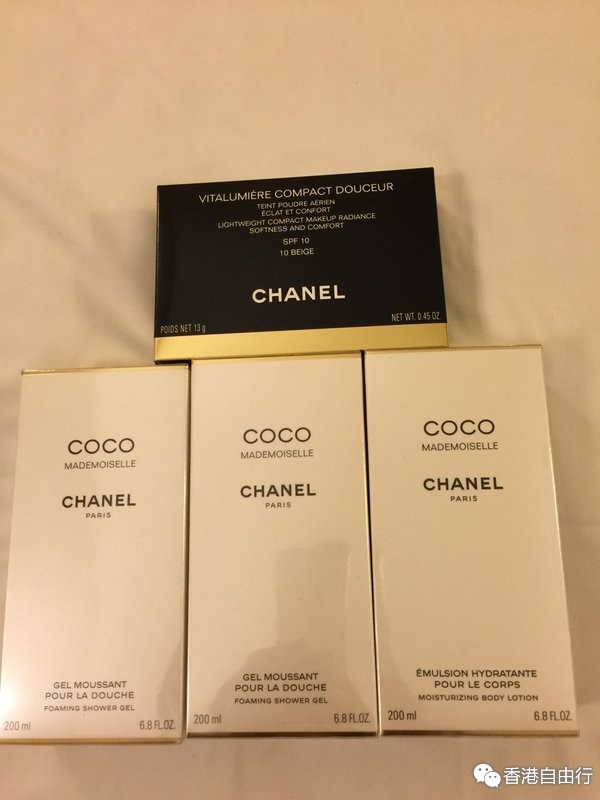 VITALUMIÈRE COMPACT DOUCEUR
TEINT POUDRE AÉRIEN
ÉCLAT ET CONFORT
LIGHTWEIGHT COMPACT MAKEUP RADIANCE
SOFTNESS AND COMFORT
SPF 10
10 BEIGE
CHANEL
POIDS NET 13 g
NET WT. 0.45 OZ.
COCO
MADEMOISELLE
CHANEL
PARIS
GEL MOUSSANT
POUR LA DOUCHE
FOAMING SHOWER GEL
200 ml
6.8 FL.OZ.
COCO
MADEMOISELLE
CHANEL
PARIS
GEL MOUSSANT
POUR LA DOUCHE
FOAMING SHOWER GEL
200 ml
6.8 FL.OZ.
COCO
MADEMOISELLE
CHANEL
PARIS
ÉMULSION HYDRATANTE
POUR LE CORPS
MOISTURIZING BODY LOTION
200 ml
6.8 FL.OZ.
香港自由行